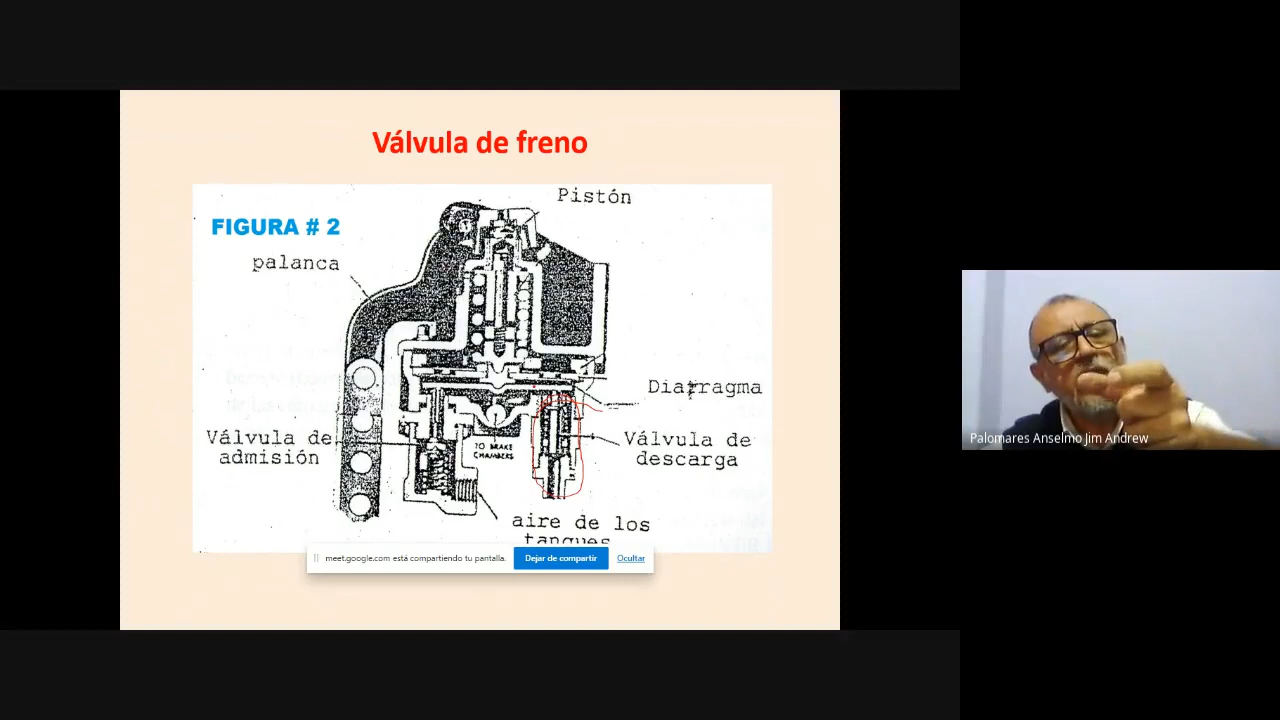 Válvula de freno
Pistón
FIGURA # 2
palanca
Diafragma
Válvula de
admisión
TO BRAKE
CHAMBERS
Válvula de
descarga
aire de los
tanques
meet.google.com está compartiendo tu pantalla.
Dejar de compartir
Ocultar
Palomares Anselmo Jim Andrew